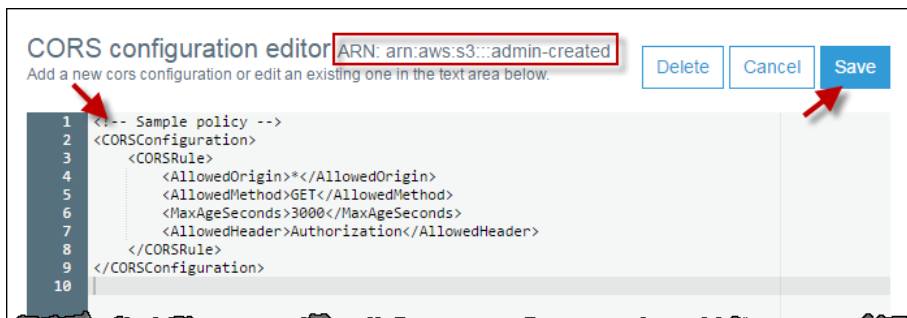 CORS configuration editor ARN: arn:aws:s3:::admin-created
Add a new cors configuration or edit an existing one in the text area below.
Delete Cancel Save
1 <!-- Sample policy -->
2 <CORSConfiguration>
3 <CORSRule>
4 <AllowedOrigin>*</AllowedOrigin>
5 <AllowedMethod>GET</AllowedMethod>
6 <MaxAgeSeconds>3000</MaxAgeSeconds>
7 <AllowedHeader>Authorization</AllowedHeader>
8 </CORSRule>
9 </CORSConfiguration>
10